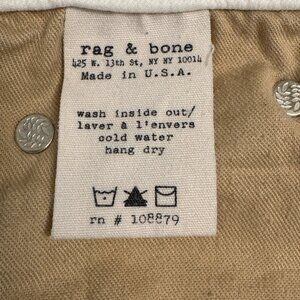 rag & bone
425 W. 13th St, NY NY 10014
Made in U.S.A.
wash inside out/
laver à l'envers
cold water
hang dry
rn # 108879